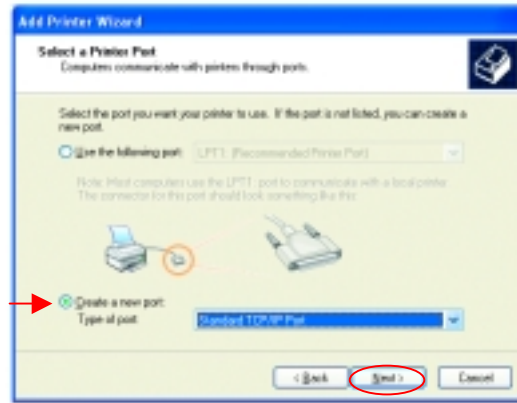 Add Printer Wizard
Select a Printer Port
Computers communicate with printers through ports.
Select the port you want your printer to use. If the port is not listed, you can create a
new port.
Use the following port: LPT1: (Recommended Printer Port)
Note: Most computers use the LPT1: port to communicate with a local printer.
The connector for this port should look something like this:
Create a new port:
Type of port: Standard TCP/IP Port
< Back
Next >
Cancel